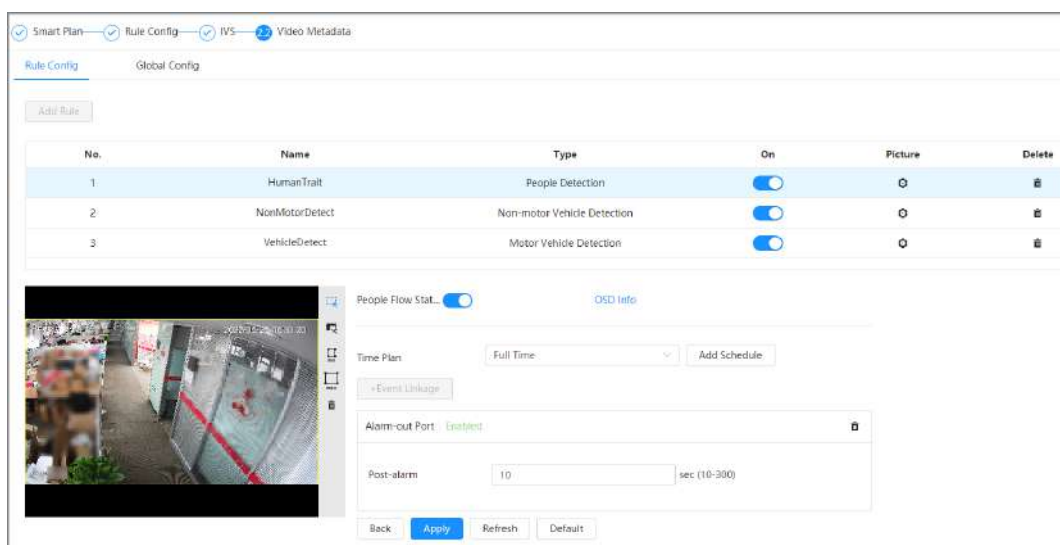 Smart Plan Rule Config IVS 2.2 Video Metadata
Rule Config Global Config
Add Rule
No. Name Type On Picture Delete
1 HumanTrait People Detection
2 NonMotorDetect Non-motor Vehicle Detection
3 VehicleDetect Motor Vehicle Detection
People Flow Stat... OSD Info
Time Plan Full Time Add Schedule
+Event Linkage
Alarm-out Port Enabled
Post-alarm 10 sec (10-300)
Back Apply Refresh Default